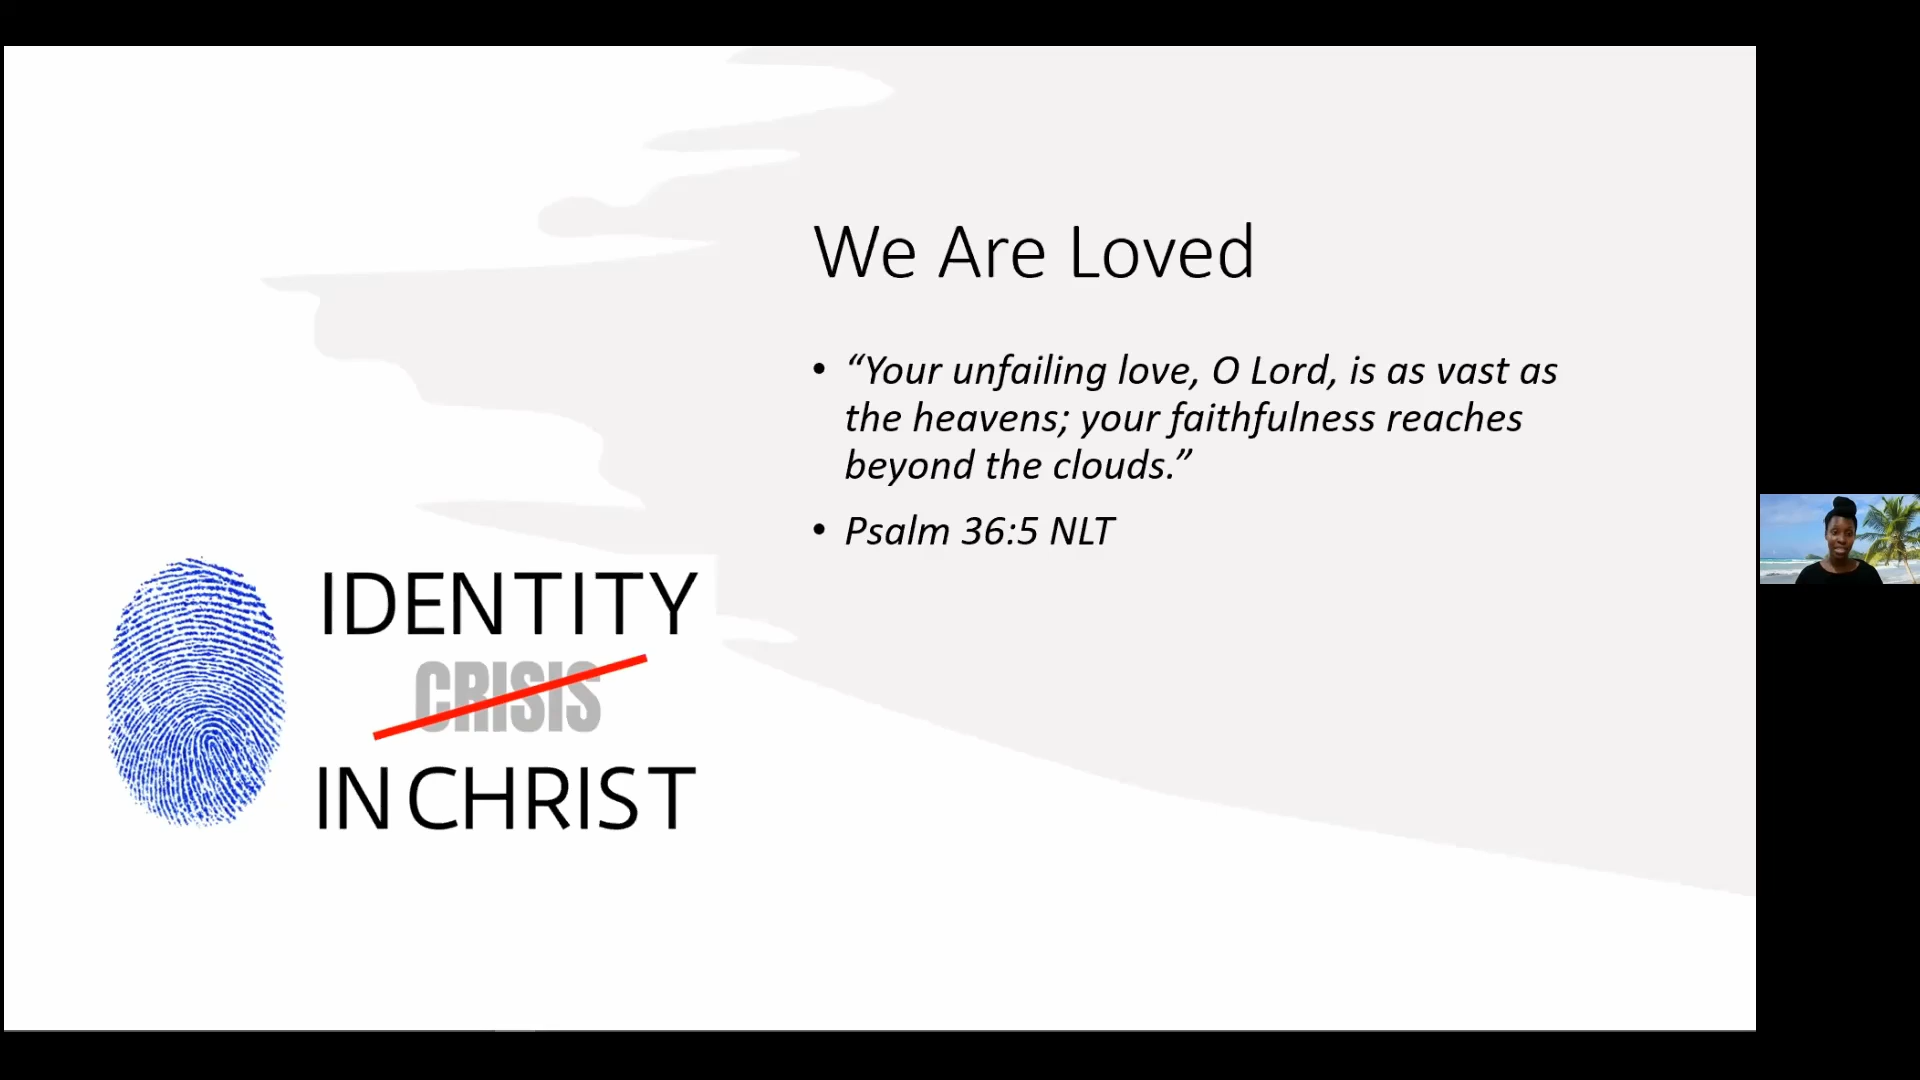 We Are Loved
• “Your unfailing love, O Lord, is as vast as
the heavens; your faithfulness reaches
beyond the clouds.”
• Psalm 36:5 NLT
IDENTITY
CRISIS
IN CHRIST